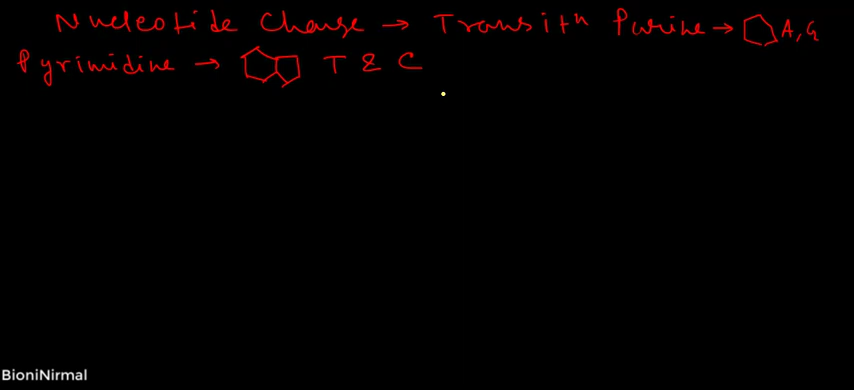 Nucleotide Change → Transitn Purine → A, G
Pyrimidine → T & C
BioniNirmal